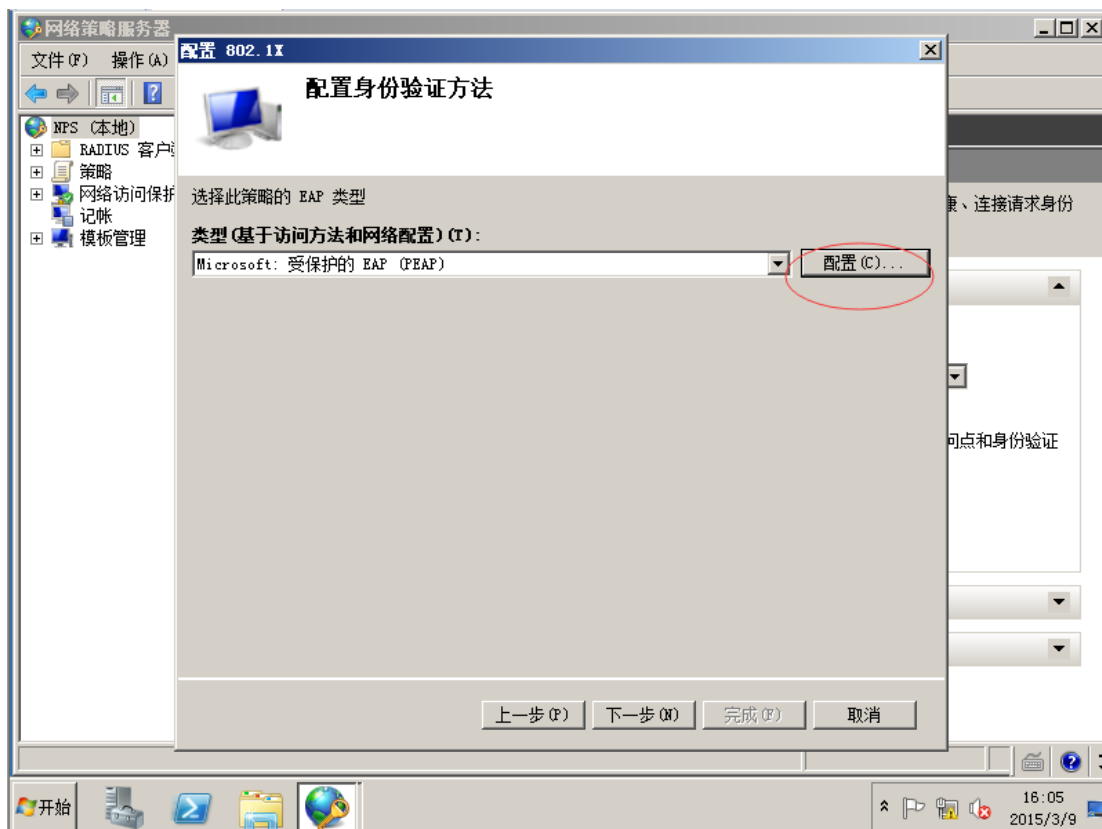 网络策略服务器
文件(F) 操作(A)
配置 802.1X
配置身份验证方法
NPS (本地)
RADIUS 客户
策略
网络访问保护
记帐
模板管理
选择此策略的 EAP 类型
类型(基于访问方法和网络配置)(T):
Microsoft: 受保护的 EAP (PEAP)
配置(C)...
、连接请求身份
问点和身份验证
上一步(P) 下一步(N) 完成(F) 取消
开始
16:05
2015/3/9